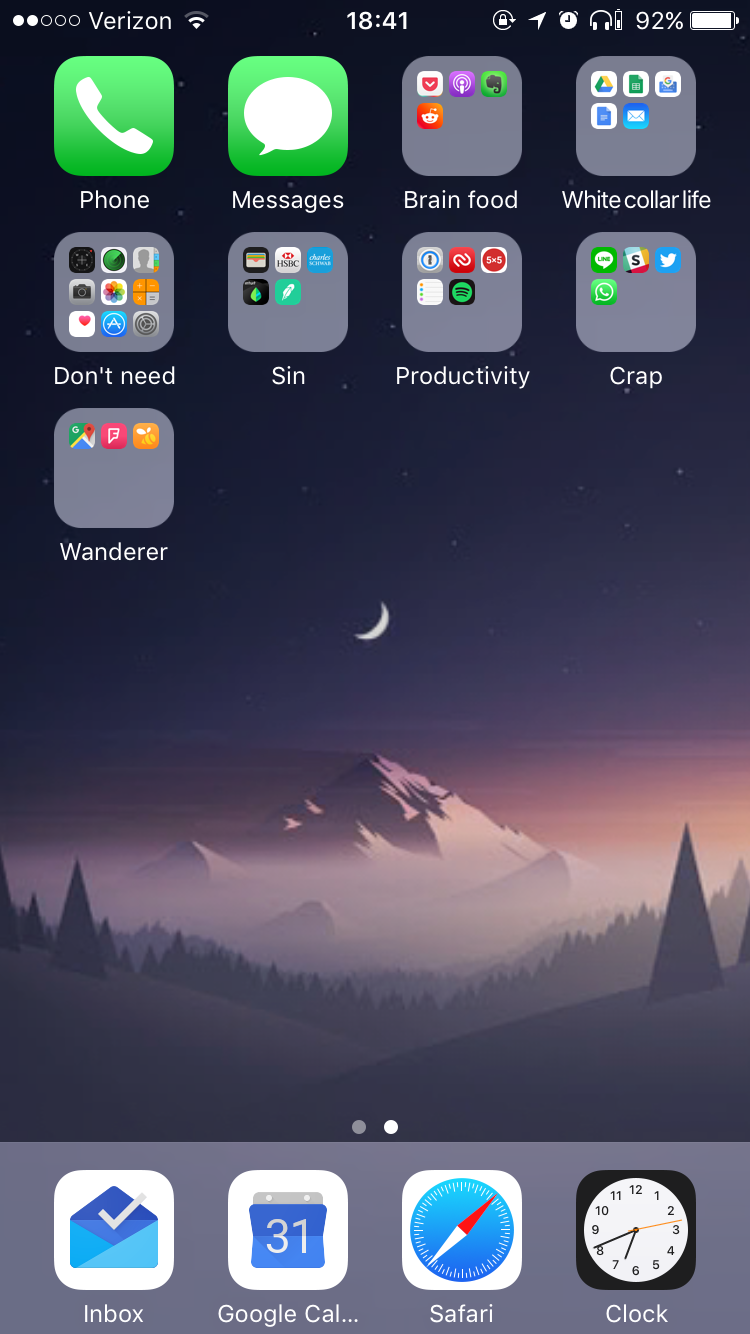 Verizon 18:41 92%
Phone Messages Brain food White collar life
HSBC charles SCHWAB 5×5 LINE S
Don't need Sin Productivity Crap
G
Wanderer
31
12 1 2 3 4 5 6 7 8 9 10 11
Inbox Google Cal... Safari Clock